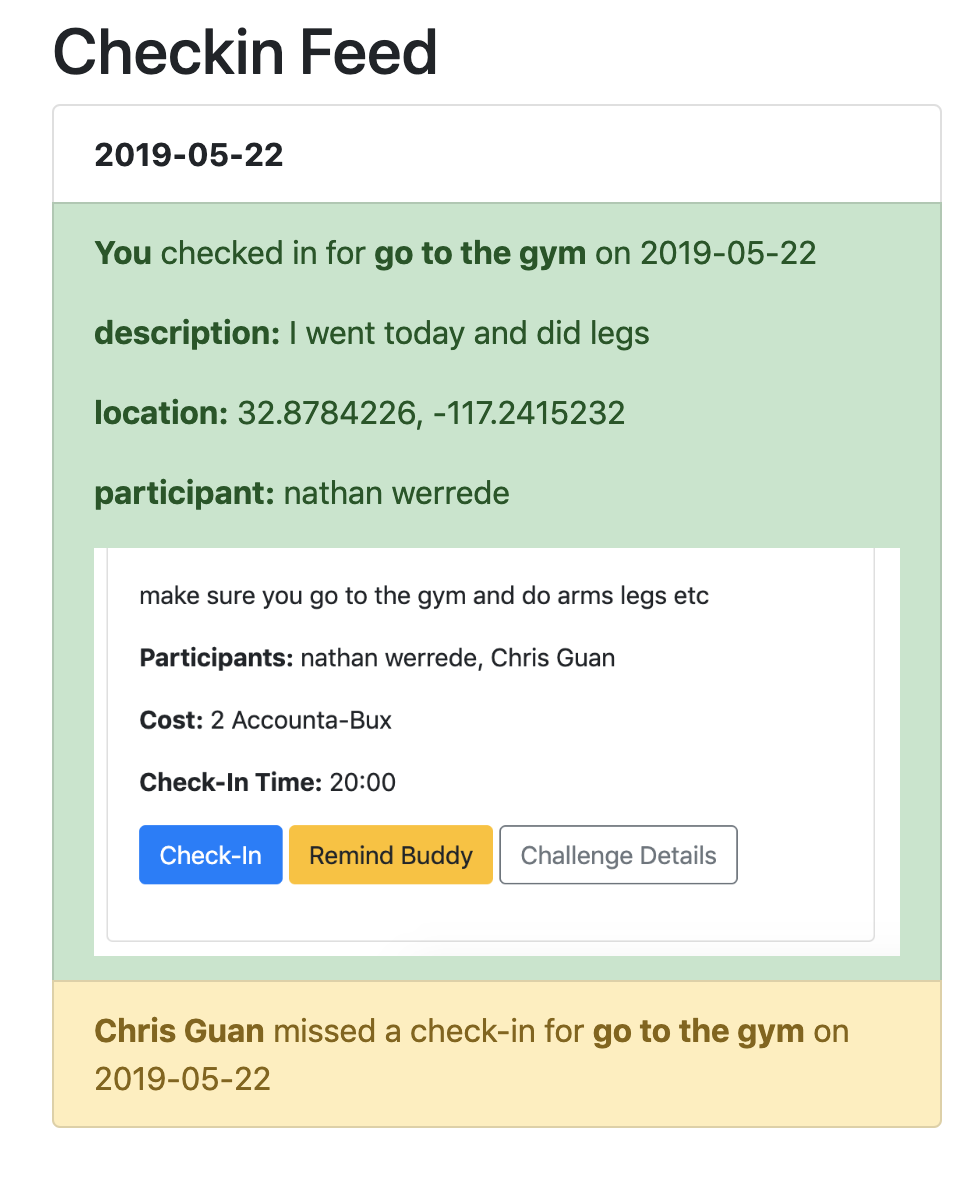 Checkin Feed
2019-05-22
You checked in for go to the gym on 2019-05-22
description: I went today and did legs
location: 32.8784226, -117.2415232
participant: nathan werrede
make sure you go to the gym and do arms legs etc
Participants: nathan werrede, Chris Guan
Cost: 2 Accounta-Bux
Check-In Time: 20:00
Check-In Remind Buddy Challenge Details
Chris Guan missed a check-in for go to the gym on
2019-05-22